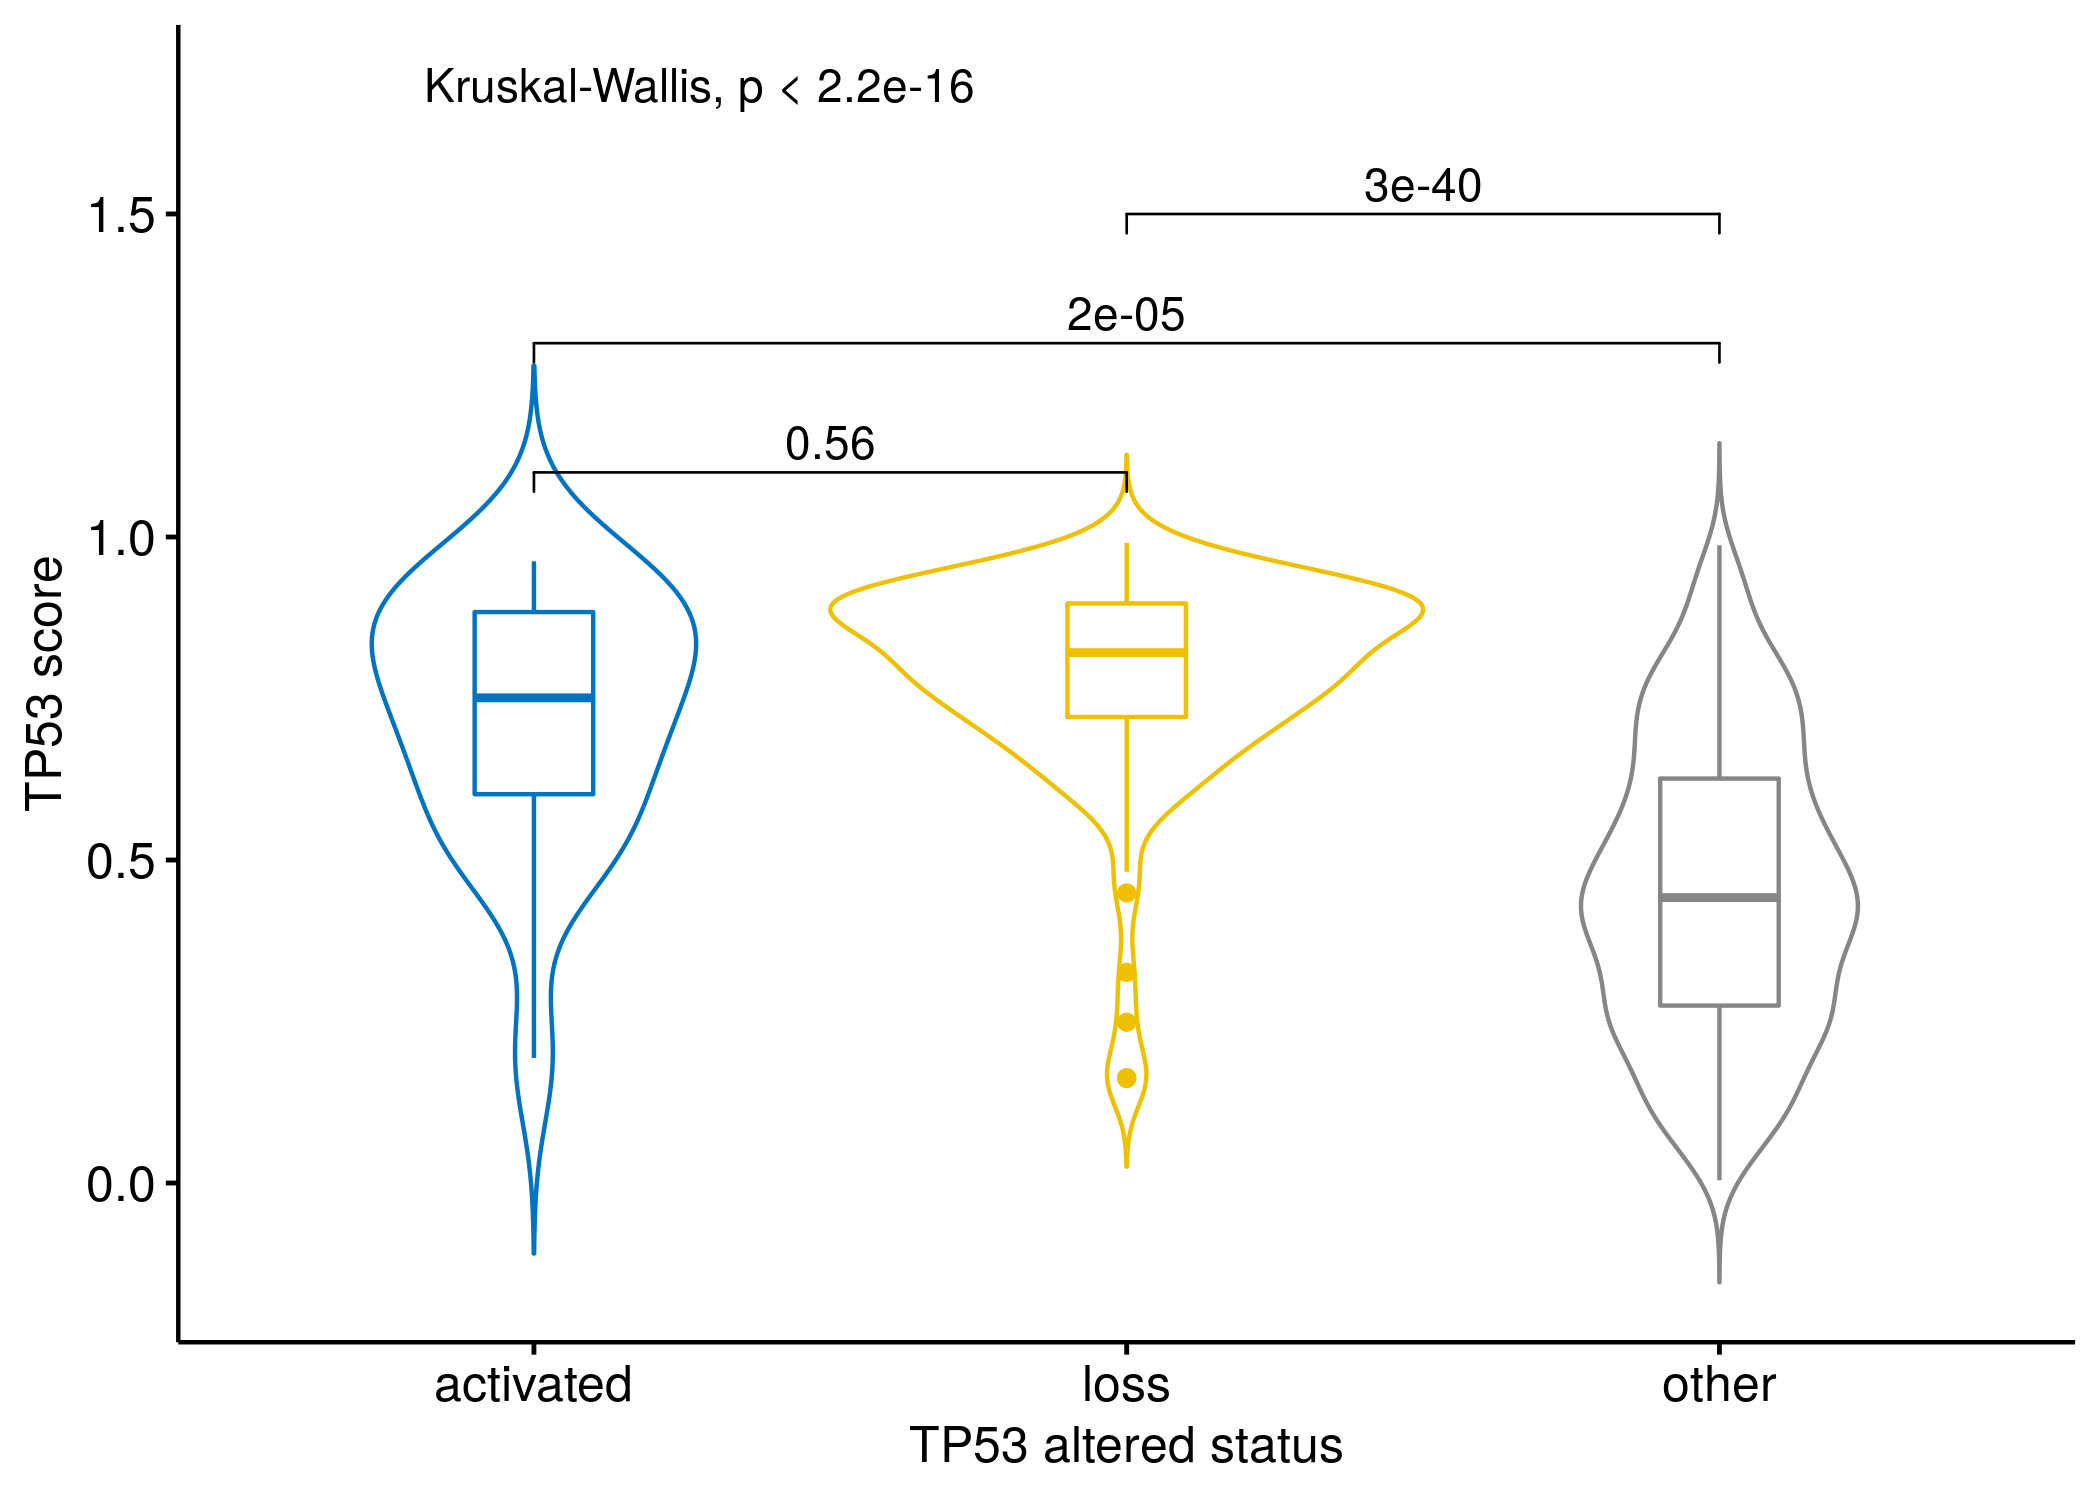 Kruskal-Wallis, p < 2.2e-16
3e-40
2e-05
0.56
1.5
1.0
0.5
0.0
TP53 score
activated loss other
TP53 altered status